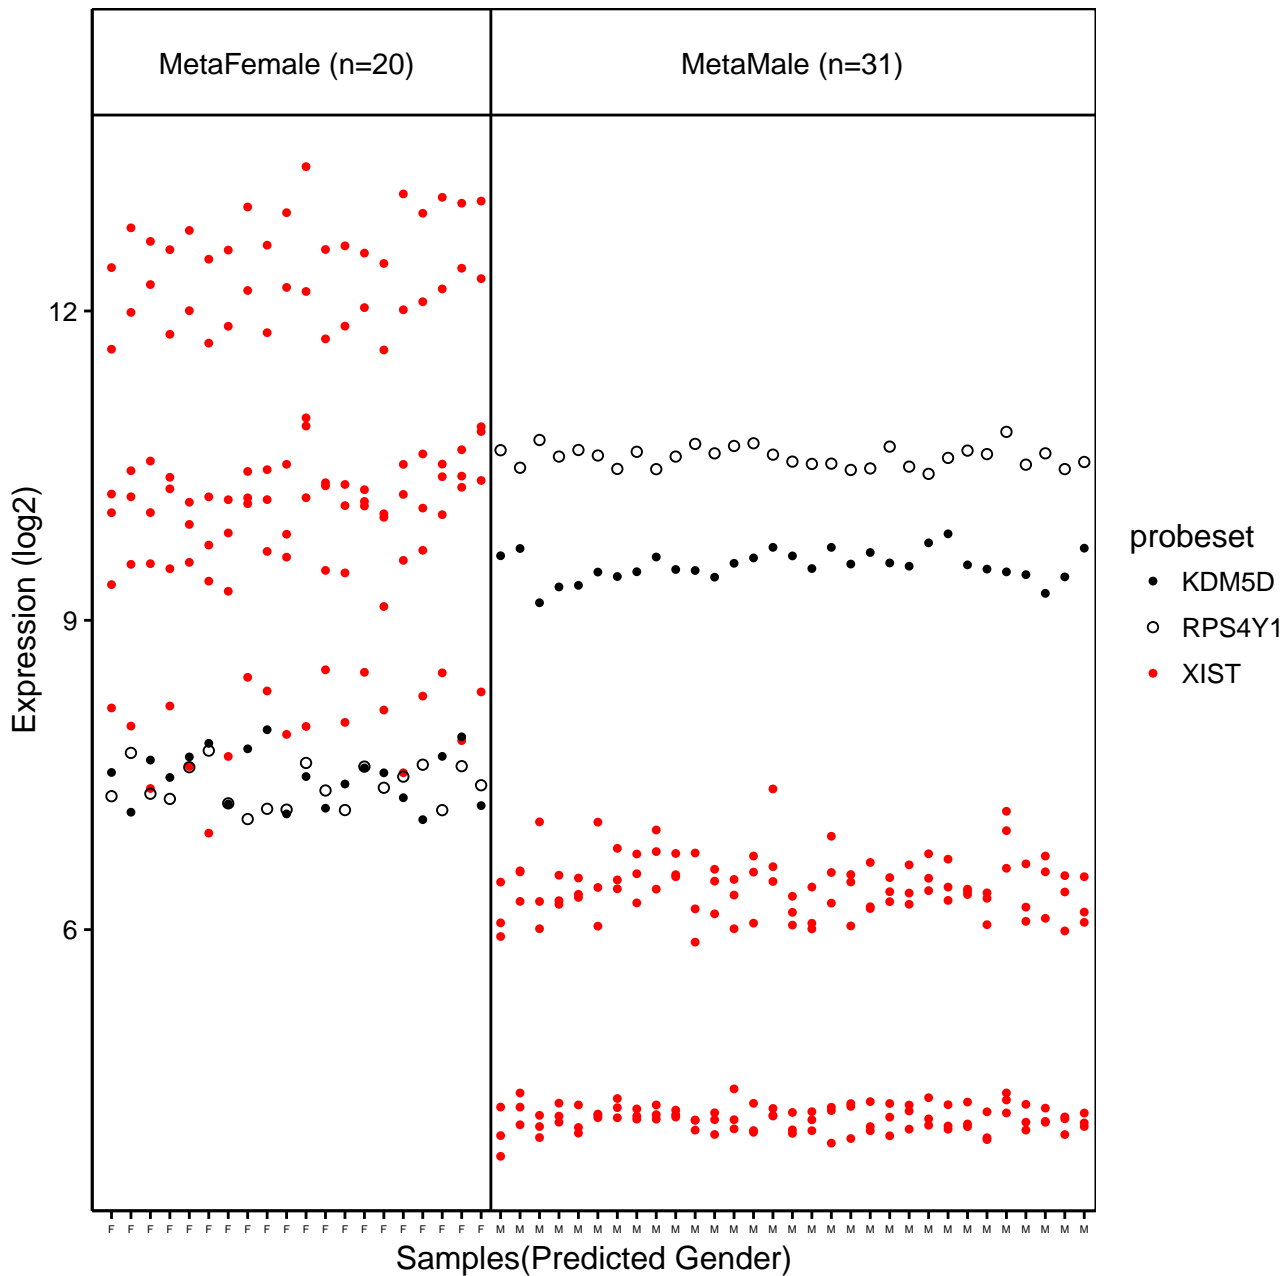 MetaFemale (n=20) MetaMale (n=31)
12
9
6
Expression (log2)
probeset
KDM5D
RPS4Y1
XIST
F F F F F F F F F F F F F F F F F F F F M M M M M M M M M M M M M M M M M M M M M M M M M M M M M M M
Samples(Predicted Gender)